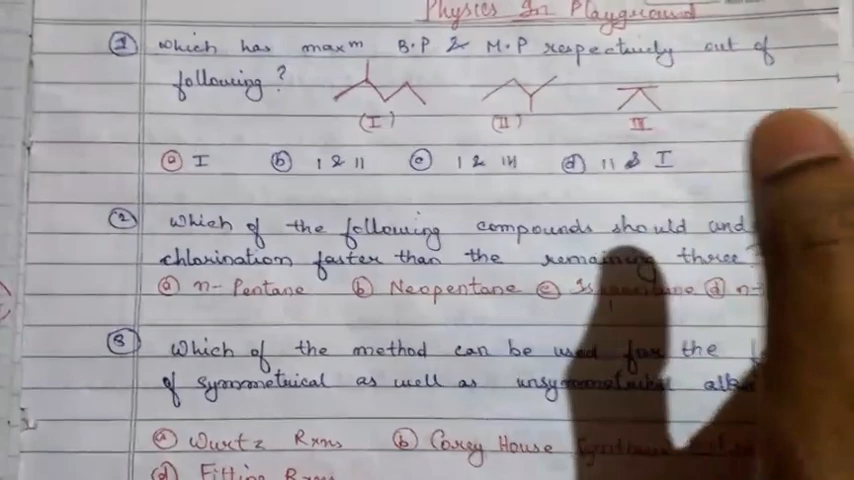 Physics In Playground
① Which has maxm B.P & M.P respectively out of
following?
(I) (II) III
ⓐ I ⓑ I & II ⓒ I & III ⓓ II & I
② Which of the following compounds should
chlorination faster than the remaining three
ⓐ n-Pentane ⓑ Neopentane ⓒ ⓓ
③ Which of the method can be used for the
of symmetrical as well as unsymmetrical
ⓐ Wurtz Rxns ⓑ Corey House
ⓓ Fittig Rxns